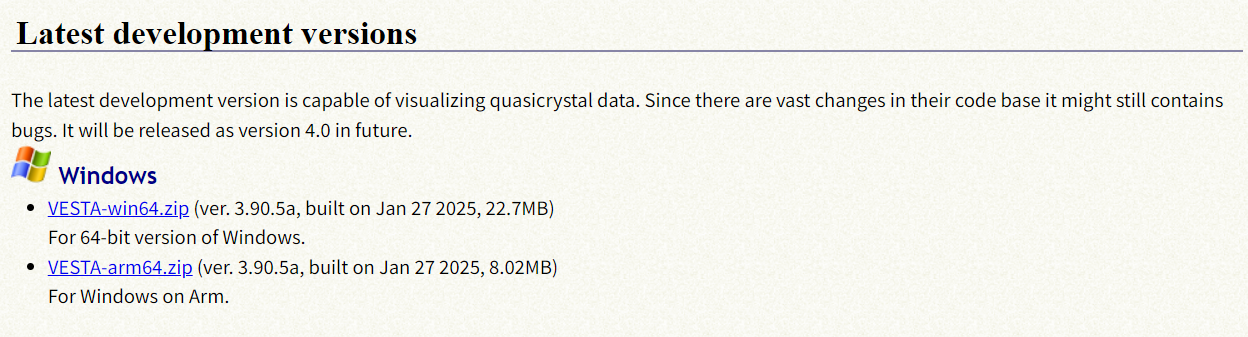 Latest development versions
The latest development version is capable of visualizing quasicrystal data. Since there are vast changes in their code base it might still contains
bugs. It will be released as version 4.0 in future.
Windows
VESTA-win64.zip (ver. 3.90.5a, built on Jan 27 2025, 22.7MB)
For 64-bit version of Windows.
VESTA-arm64.zip (ver. 3.90.5a, built on Jan 27 2025, 8.02MB)
For Windows on Arm.